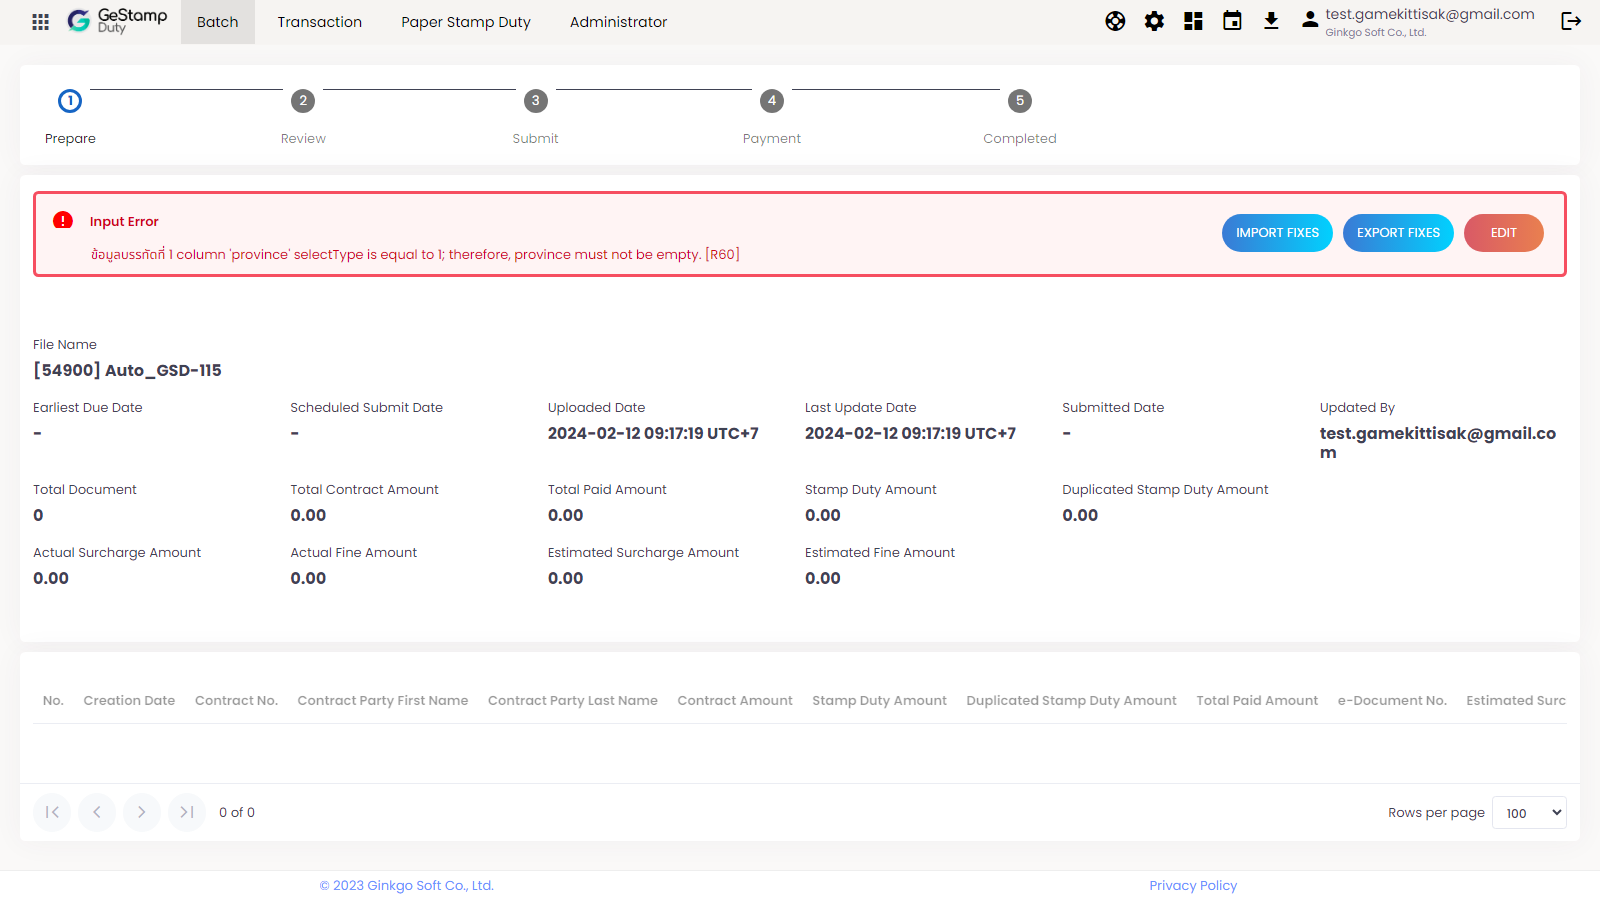 GeStamp
Duty
Batch
Transaction
Paper Stamp Duty
Administrator
test.gamekittisak@gmail.com
Ginkgo Soft Co., Ltd.
1
2
3
4
5
Prepare
Review
Submit
Payment
Completed
Input Error
ข้อมูลบรรทัดที่ 1 column 'province' selectType is equal to 1; therefore, province must not be empty. [R60]
IMPORT FIXES
EXPORT FIXES
EDIT
File Name
[54900] Auto_GSD-115
Earliest Due Date
Scheduled Submit Date
Uploaded Date
Last Update Date
Submitted Date
Updated By
-
-
2024-02-12 09:17:19 UTC+7
2024-02-12 09:17:19 UTC+7
-
test.gamekittisak@gmail.co
m
Total Document
Total Contract Amount
Total Paid Amount
Stamp Duty Amount
Duplicated Stamp Duty Amount
0
0.00
0.00
0.00
0.00
Actual Surcharge Amount
Actual Fine Amount
Estimated Surcharge Amount
Estimated Fine Amount
0.00
0.00
0.00
0.00
No.
Creation Date
Contract No.
Contract Party First Name
Contract Party Last Name
Contract Amount
Stamp Duty Amount
Duplicated Stamp Duty Amount
Total Paid Amount
e-Document No.
Estimated Surc
0 of 0
Rows per page
100
© 2023 Ginkgo Soft Co., Ltd.
Privacy Policy